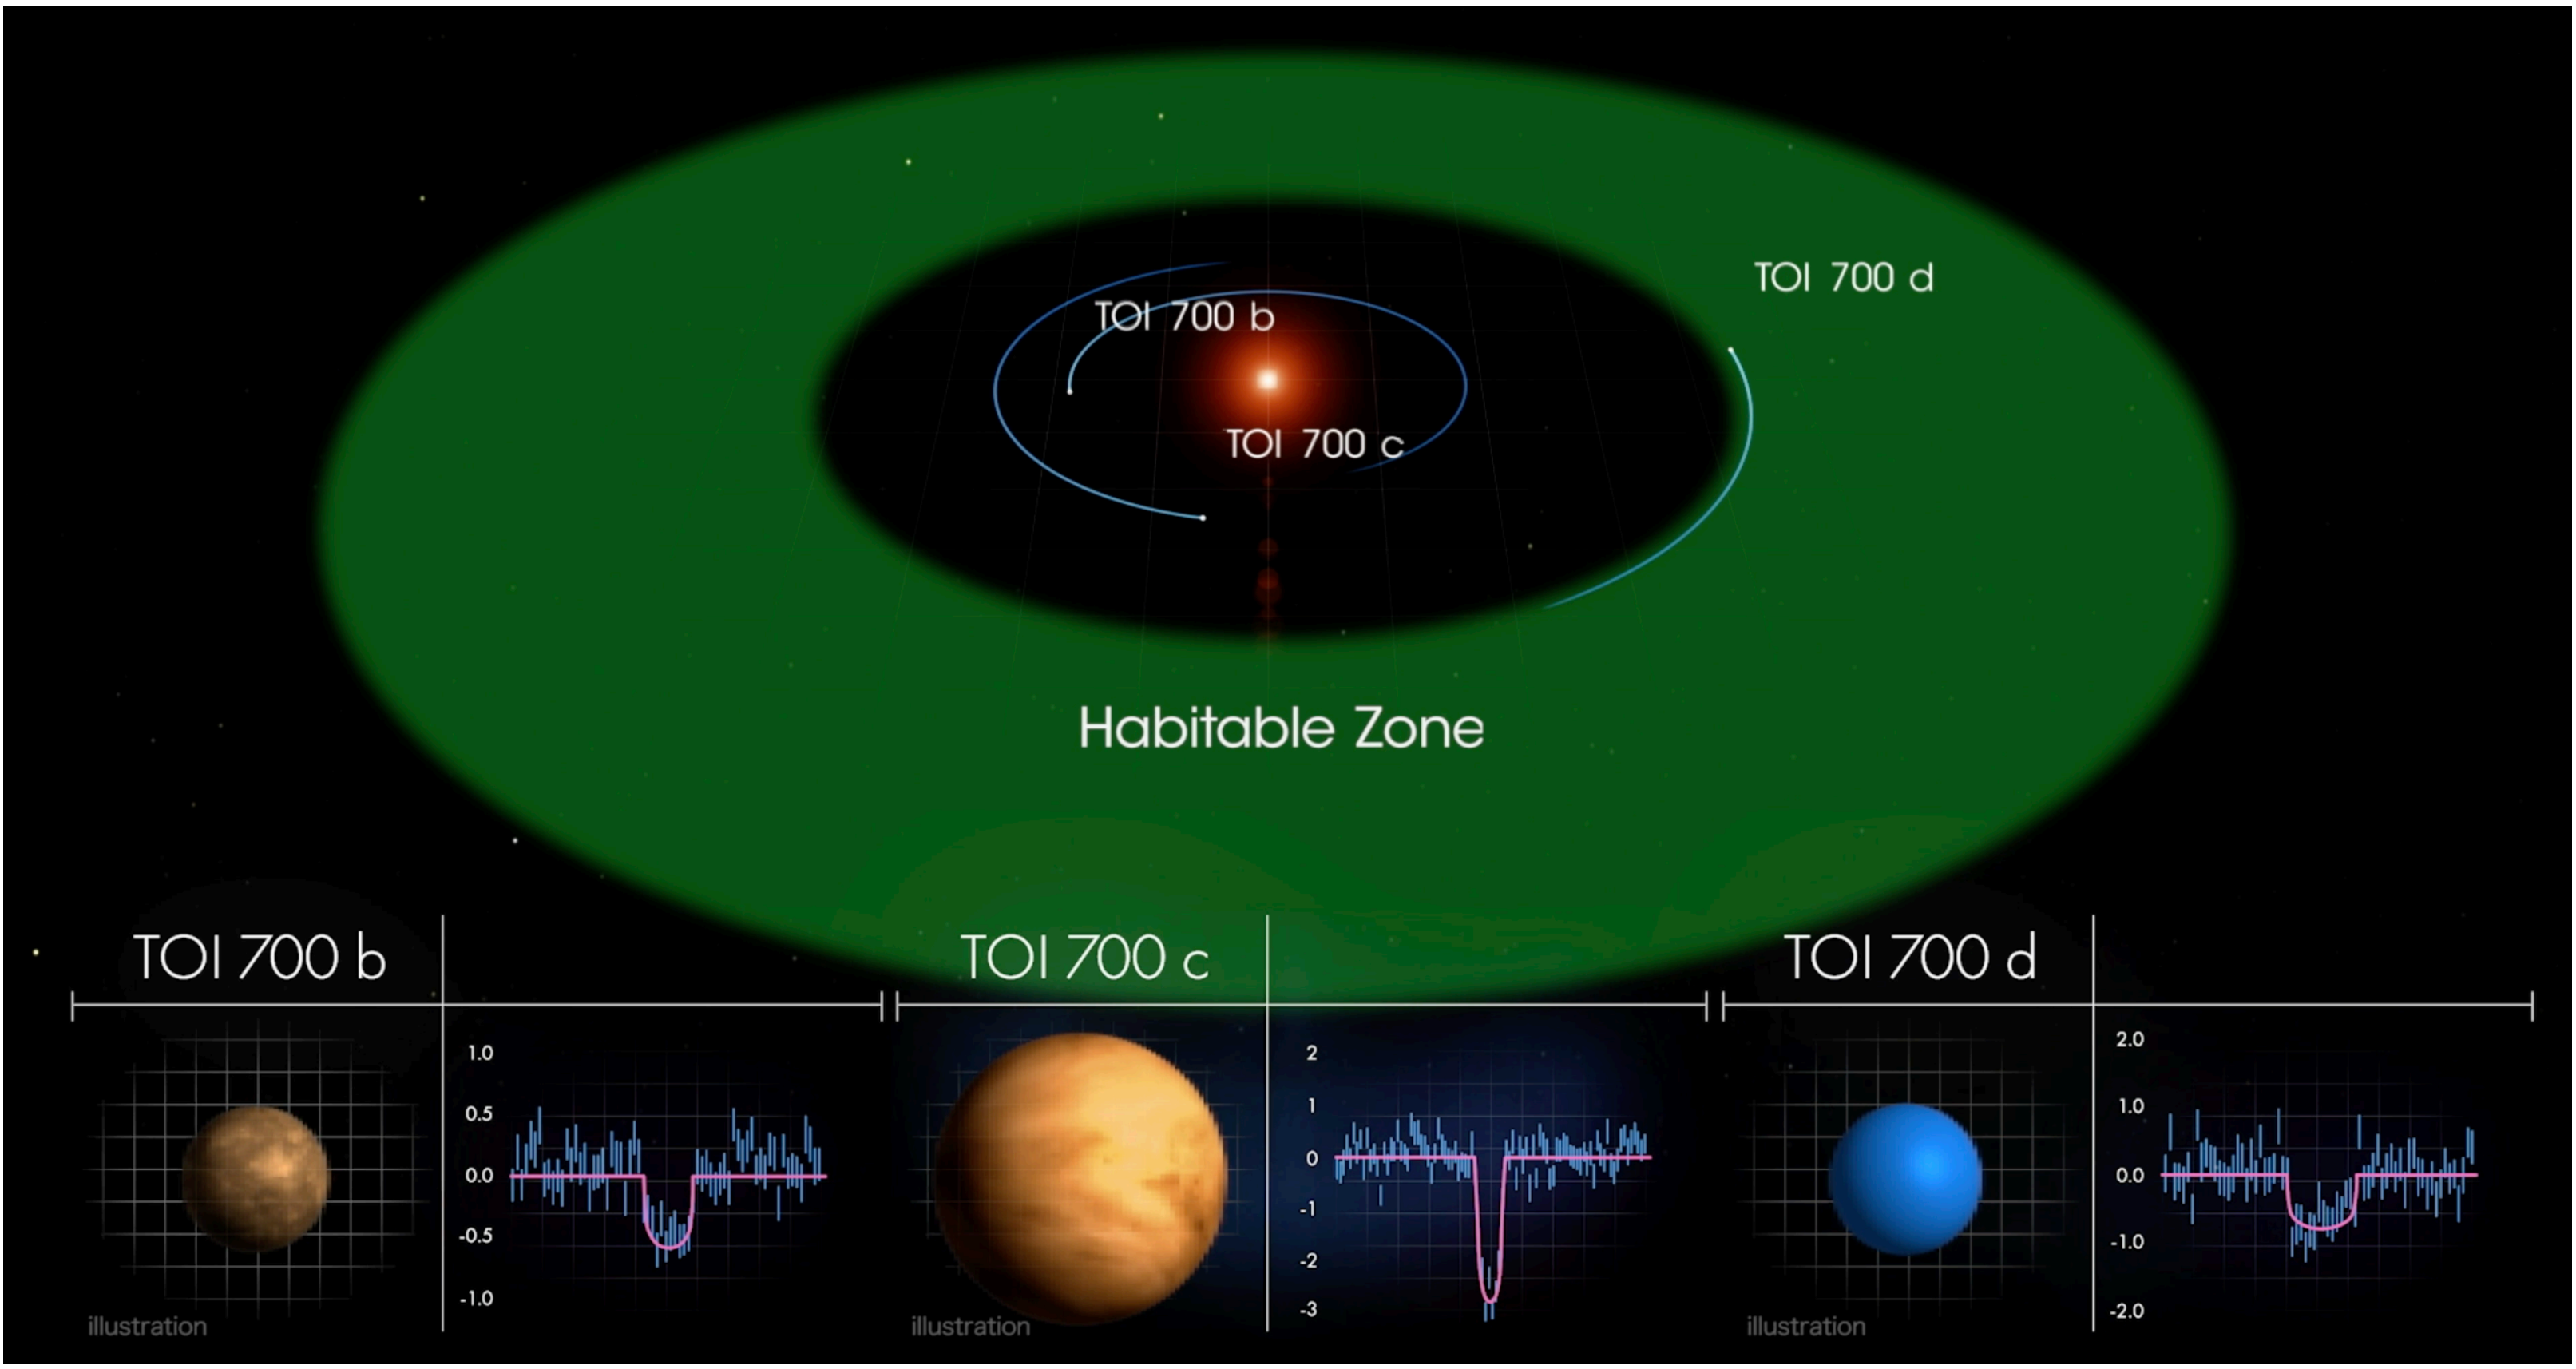 TOI 700 d
TOI 700 b
TOI 700 c
Habitable Zone
TOI 700 b
1.0
0.5
0.0
-0.5
-1.0
illustration
TOI 700 c
2
1
0
-1
-2
-3
illustration
TOI 700 d
2.0
1.0
0.0
-1.0
-2.0
illustration